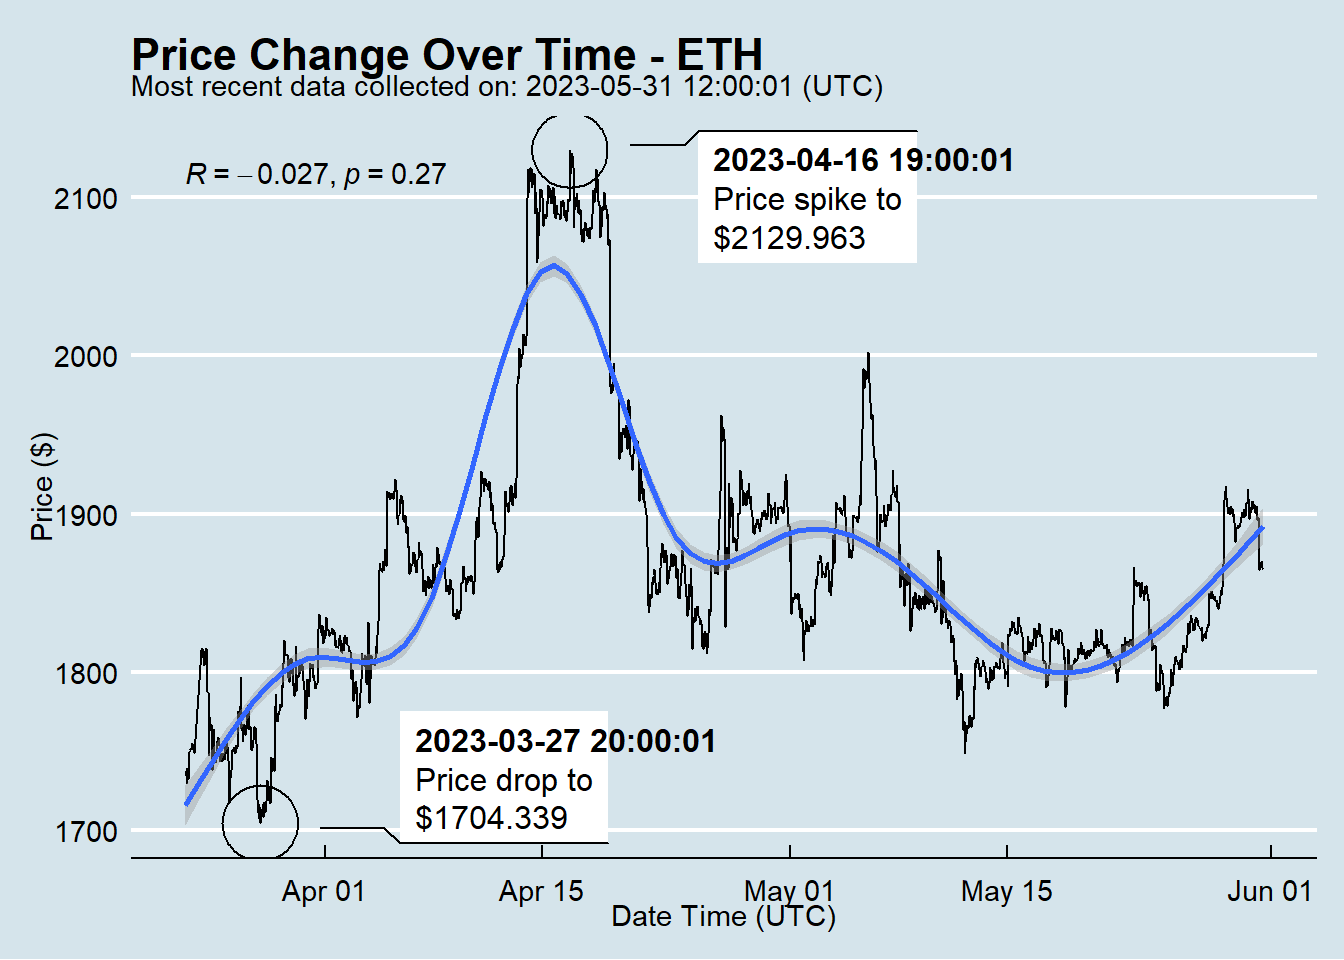 Price Change Over Time - ETH
Most recent data collected on: 2023-05-31 12:00:01 (UTC)
R = −0.027, p = 0.27
2023-04-16 19:00:01
Price spike to
$2129.963
2100
2000
1900
1800
1700
Price ($)
2023-03-27 20:00:01
Price drop to
$1704.339
Apr 01
Apr 15
May 01
May 15
Jun 01
Date Time (UTC)